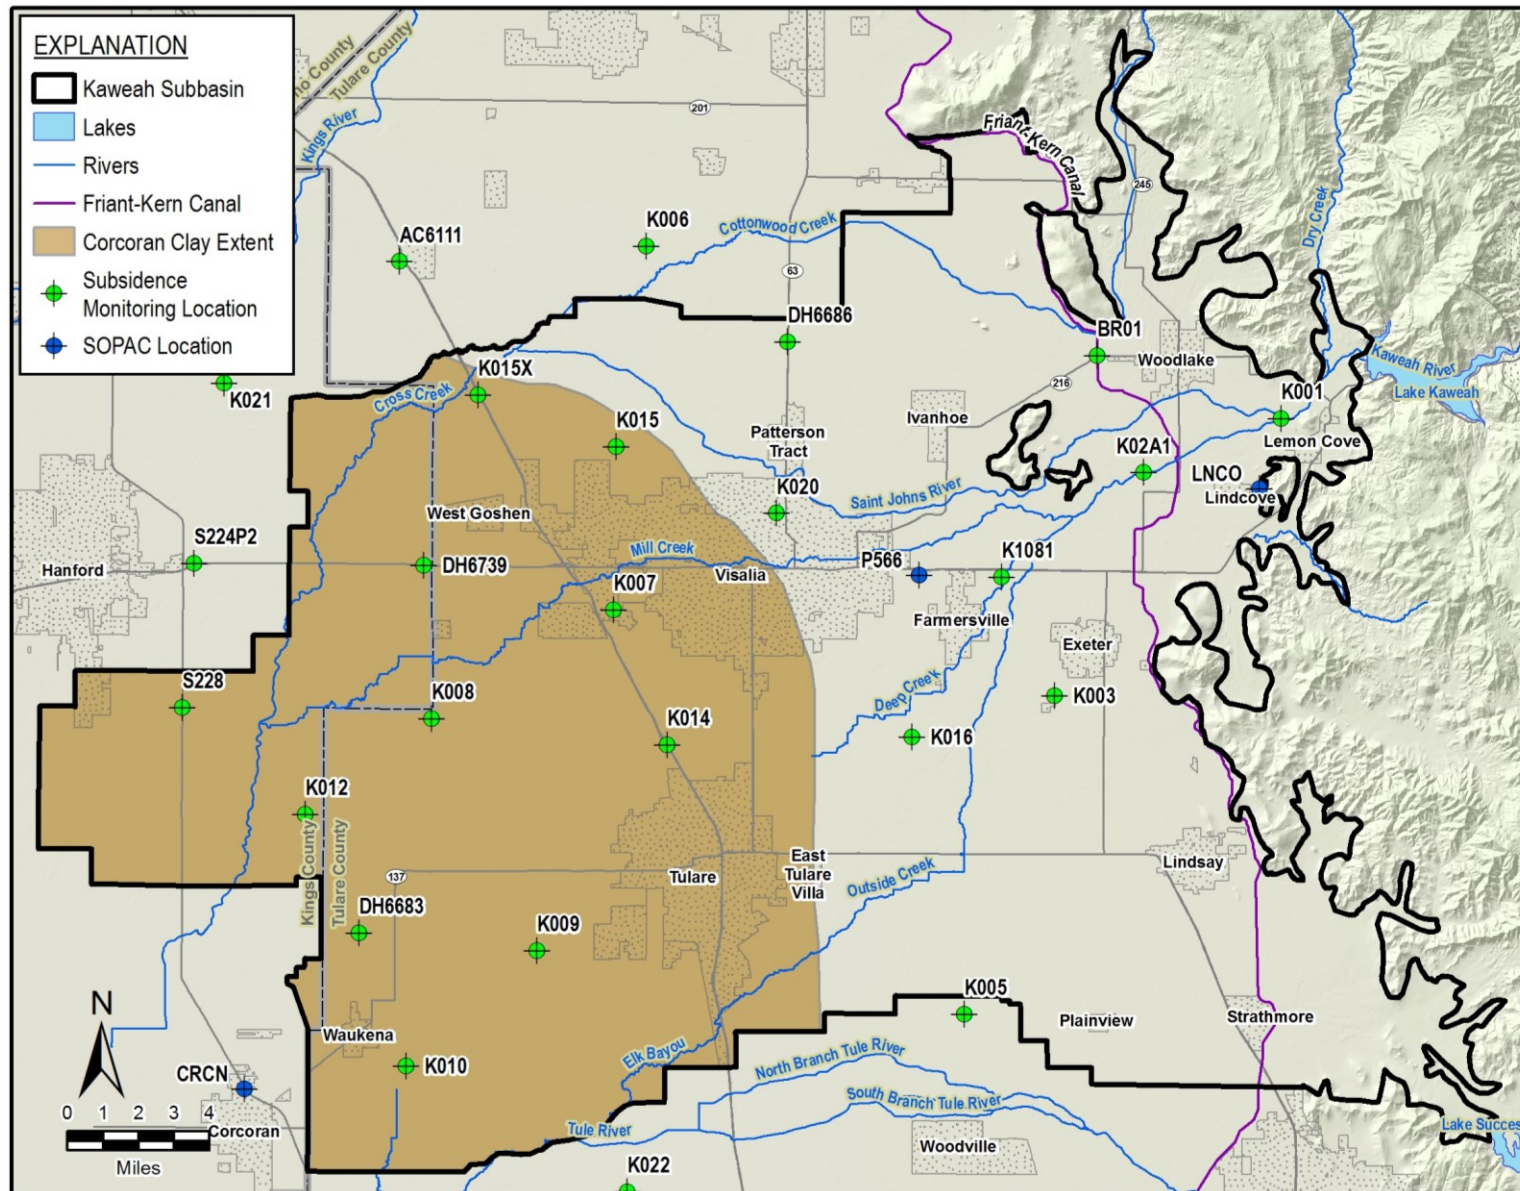 EXPLANATION
Kaweah Subbasin
Lakes
Rivers
Friant-Kern Canal
Corcoran Clay Extent
Subsidence
Monitoring Location
SOPAC Location
no County
Tulare County
Kings River
201
Friant-Kern Canal
245
Dry Creek
AC6111
K006
Cottonwood Creek
63
DH6686
BR01
Woodlake
Kaweah River
Lake Kaweah
K021
Cross Creek
K015X
216
K015
Ivanhoe
K001
Patterson
Tract
Lemon Cove
K02A1
LNCO
Lindcove
K020
Saint Johns River
West Goshen
S224P2
Hanford
DH6739
Mill Creek
Visalia
P566
K1081
K007
Farmersville
Exeter
S228
K008
Deep Creek
K003
K014
K016
K012
Kings County
Tulare County
137
Tulare
East
Tulare
Villa
Outside Creek
Lindsay
DH6683
K009
K005
Plainview
Strathmore
Waukena
N
K010
Elk Bayou
North Branch Tule River
CRCN
South Branch Tule River
0 1 2 3 4
Miles
Corcoran
Tule River
Woodville
Lake Succes
K022